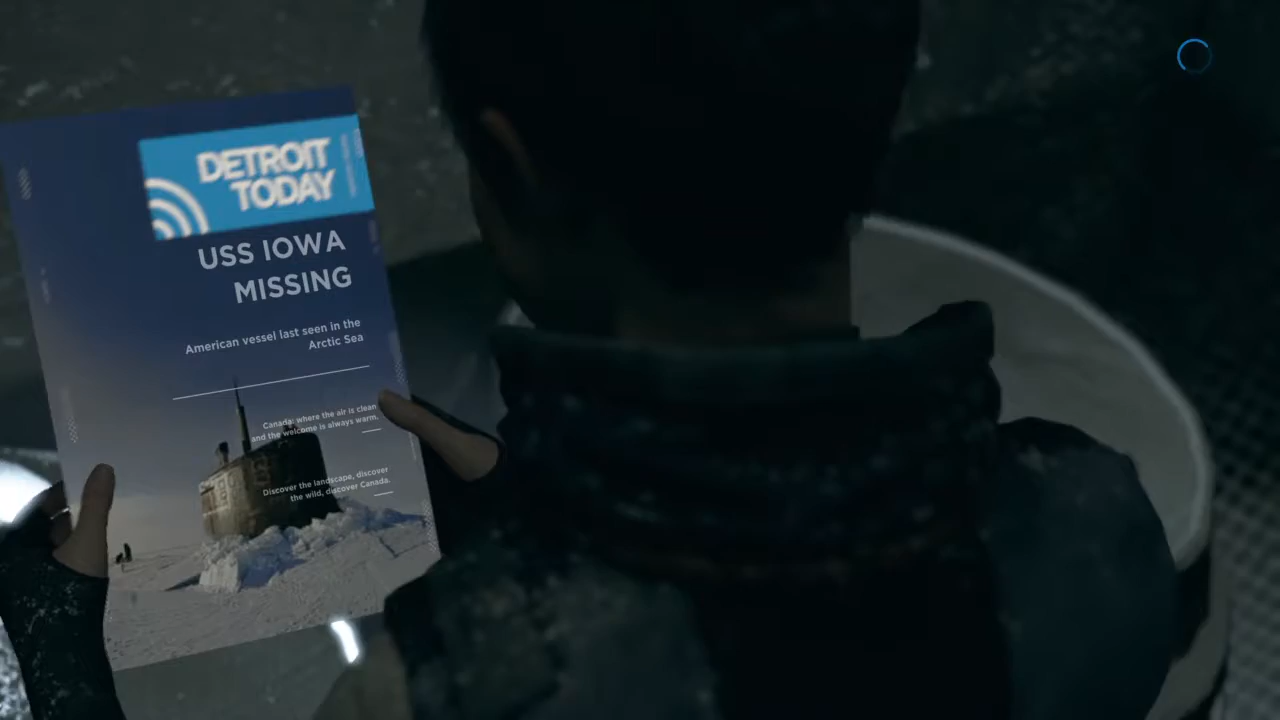 DETROIT
TODAY
USS IOWA
MISSING
American vessel last seen in the
Arctic Sea
Canada: where the air is clean
and the welcome is always warm.
Discover the landscape, discover
the wild, discover Canada.